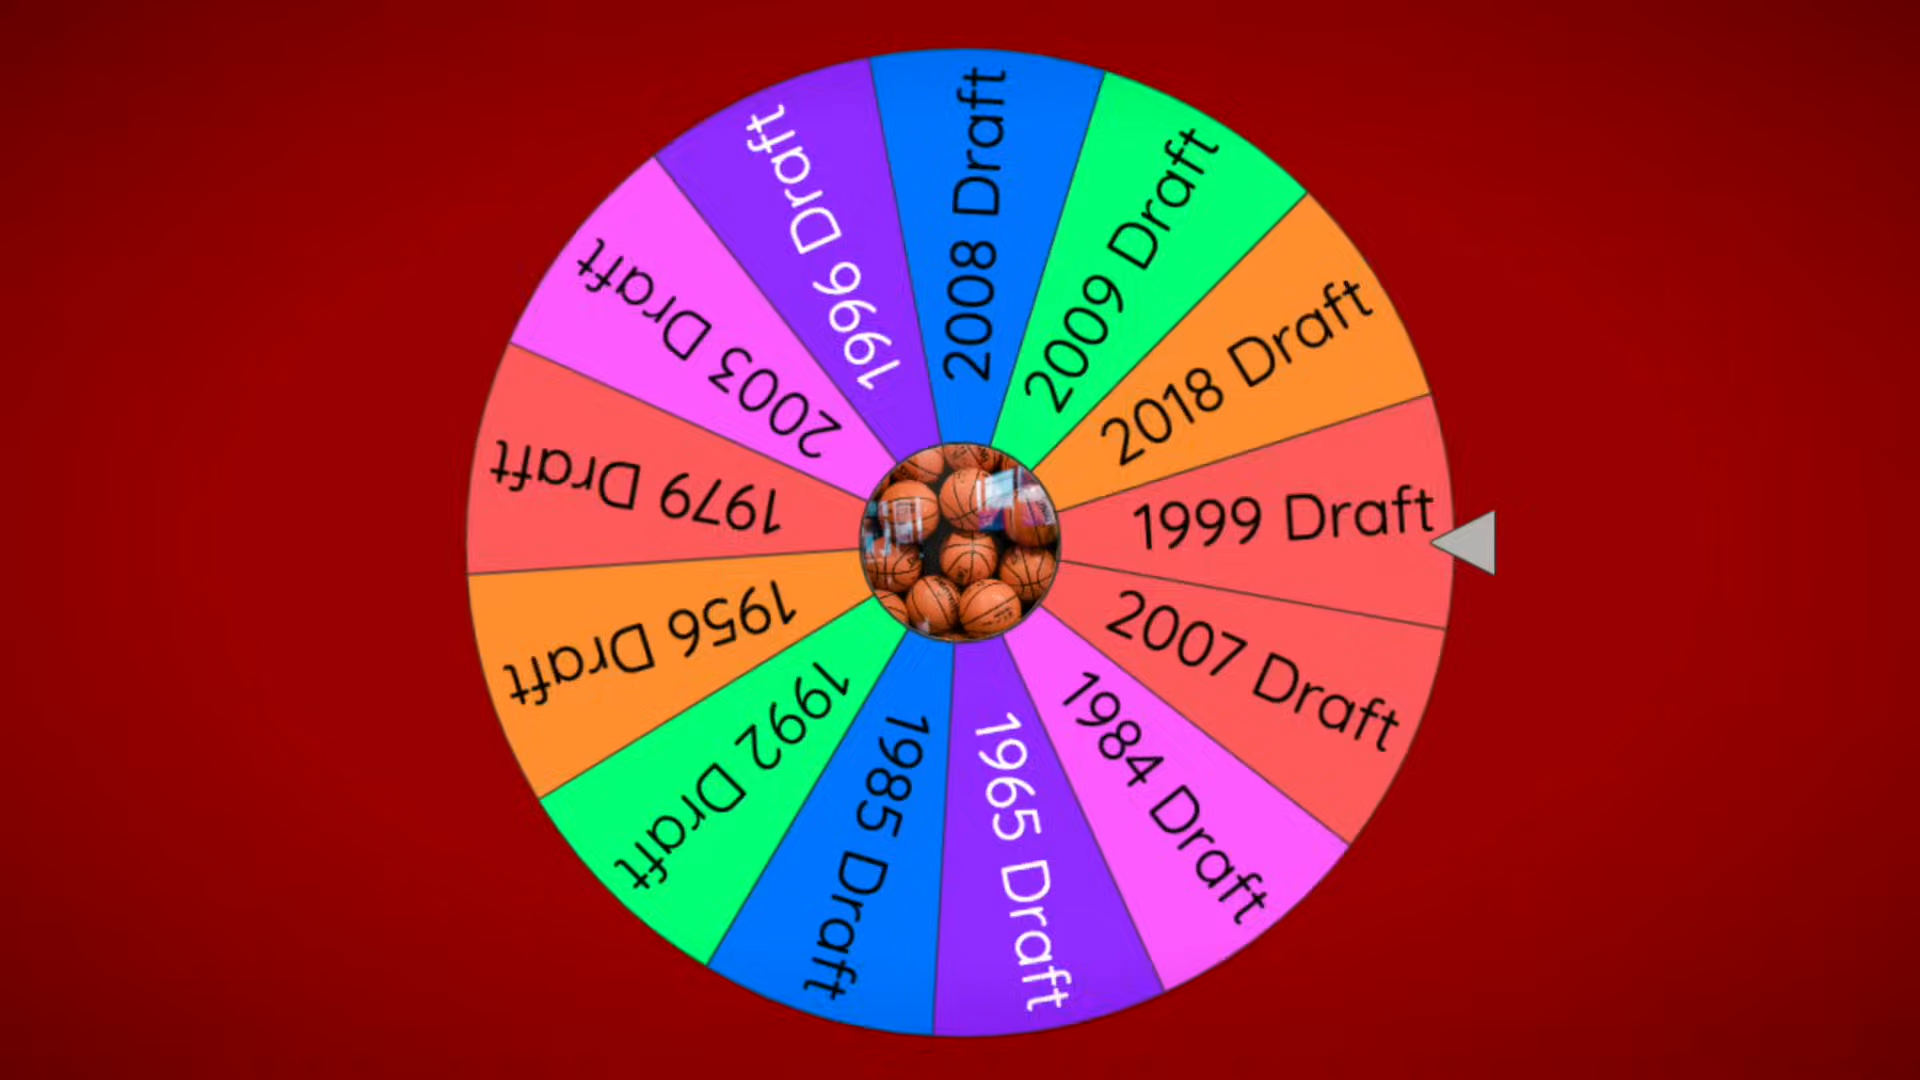 2008 Draft
2009 Draft
2018 Draft
1999 Draft
2007 Draft
1984 Draft
1965 Draft
1985 Draft
1992 Draft
1956 Draft
1979 Draft
2003 Draft
1996 Draft